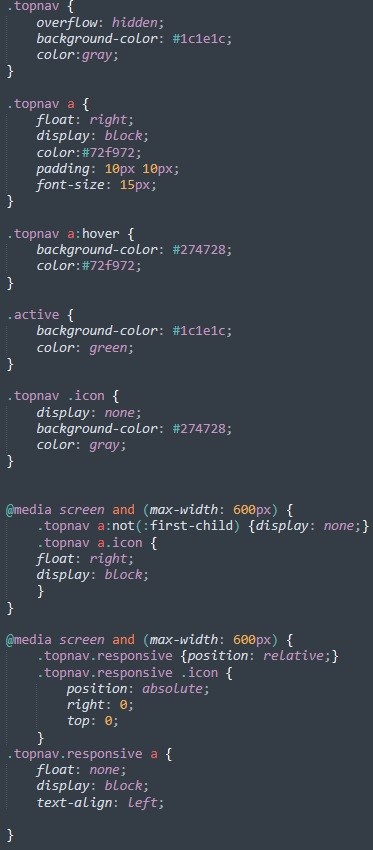 .topnav {
    overflow: hidden;
    background-color: #1c1e1c;
    color:gray;
}

.topnav a {
    float: right;
    display: block;
    color:#72f972;
    padding: 10px 10px;
    font-size: 15px;
}

.topnav a:hover {
    background-color: #274728;
    color:#72f972;
}

.active {
    background-color: #1c1e1c;
    color: green;
}

.topnav .icon {
    display: none;
    background-color: #274728;
    color: gray;
}


@media screen and (max-width: 600px) {
    .topnav a:not(:first-child) {display: none;}
    .topnav a.icon {
    float: right;
    display: block;
    }
}

@media screen and (max-width: 600px) {
    .topnav.responsive {position: relative;}
    .topnav.responsive .icon {
        position: absolute;
        right: 0;
        top: 0;
    }
.topnav.responsive a {
    float: none;
    display: block;
    text-align: left;

}